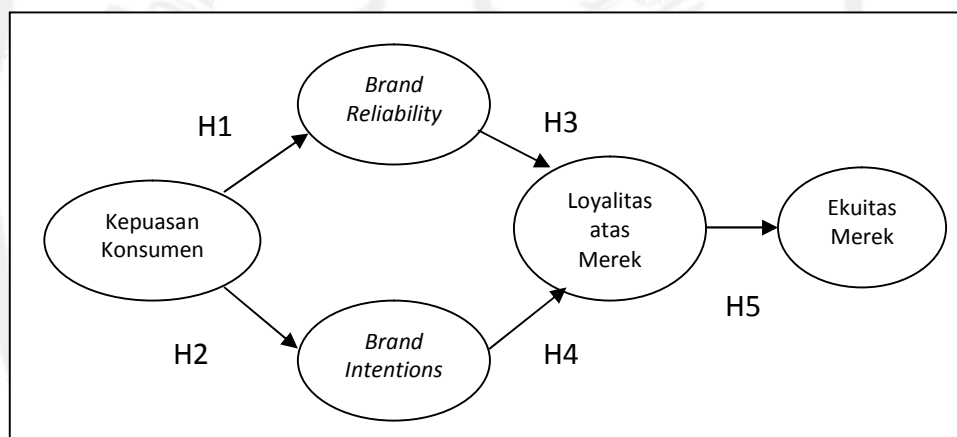 Brand
Reliability
H1
H3
Kepuasan
Konsumen
Loyalitas
atas
Merek
Ekuitas
Merek
H5
H2
Brand
Intentions
H4